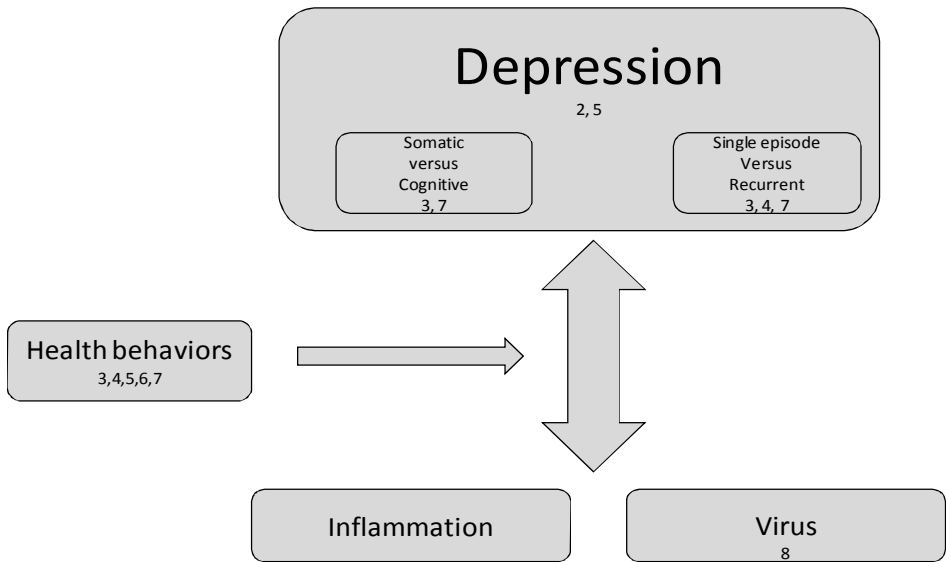 Depression
2, 5
Somatic
versus
Cognitive
3, 7
Single episode
Versus
Recurrent
3, 4, 7
Health behaviors
3,4,5,6,7
Inflammation
Virus
8